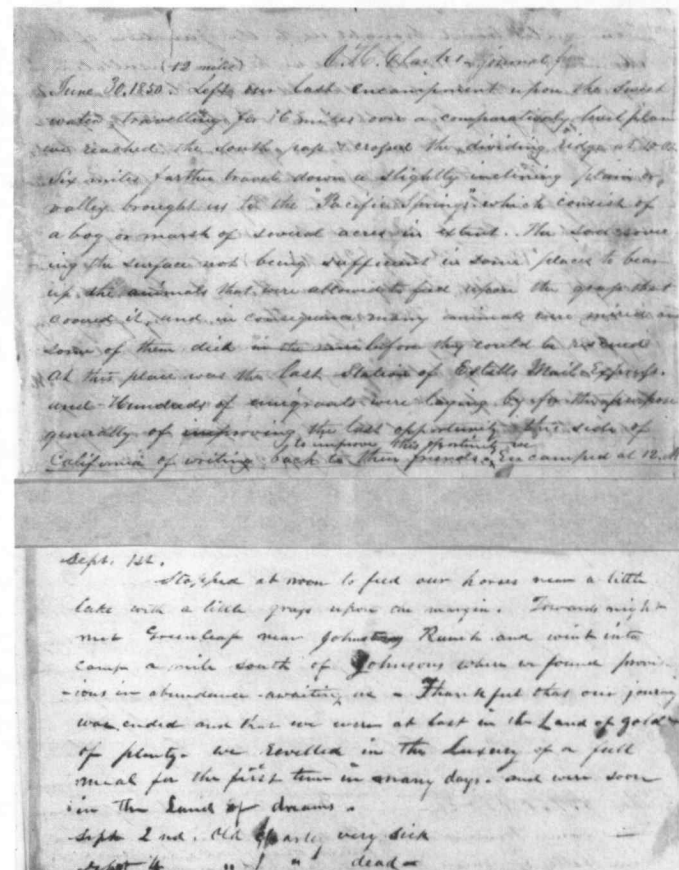 (12 miles) C. H. Clark's journal
June 30. 1850. Left our last encampment upon the Sweet
water, travelling for 6 miles over a comparatively level plain
we reached the South pass & crossed the dividing ridge at 10
Six miles farther travel down a slightly inclining plain or
valley brought us to the "Pacific Springs" which consist of
a bog or marsh of several acres in extent. The sod cover
ing the surface not being sufficient in some places to bear
up the animals that were allowed to feed upon the grass that
covered it, and in consequence many animals were mired
some of them died in the mire before they could be rescued
At this place was the last Station of Estells Mail Express.
and Hundreds of emigrants were laying by for the purpose
generally of improving the last opportunity this side of
to improve this oportunity we
California of writing back to their friends. Encamped at 12. M
Sept. 1st.
Stopped at noon to feed our horses near a little
lake with a little grass upon the margin. Towards night
met Greenleaf near Johnsons Ranch and went into
camp a mile south of Johnsons where we found provis
-ions in abundance awaiting us - Thankful that our journey
was ended and that we were at last in the Land of gold &
of plenty. we revelled in the Luxury of a full
meal for the first time in many days. and were soon
in the Land of dreams.
Sept 2nd. Old Charly very sick
Sept 4 " " dead